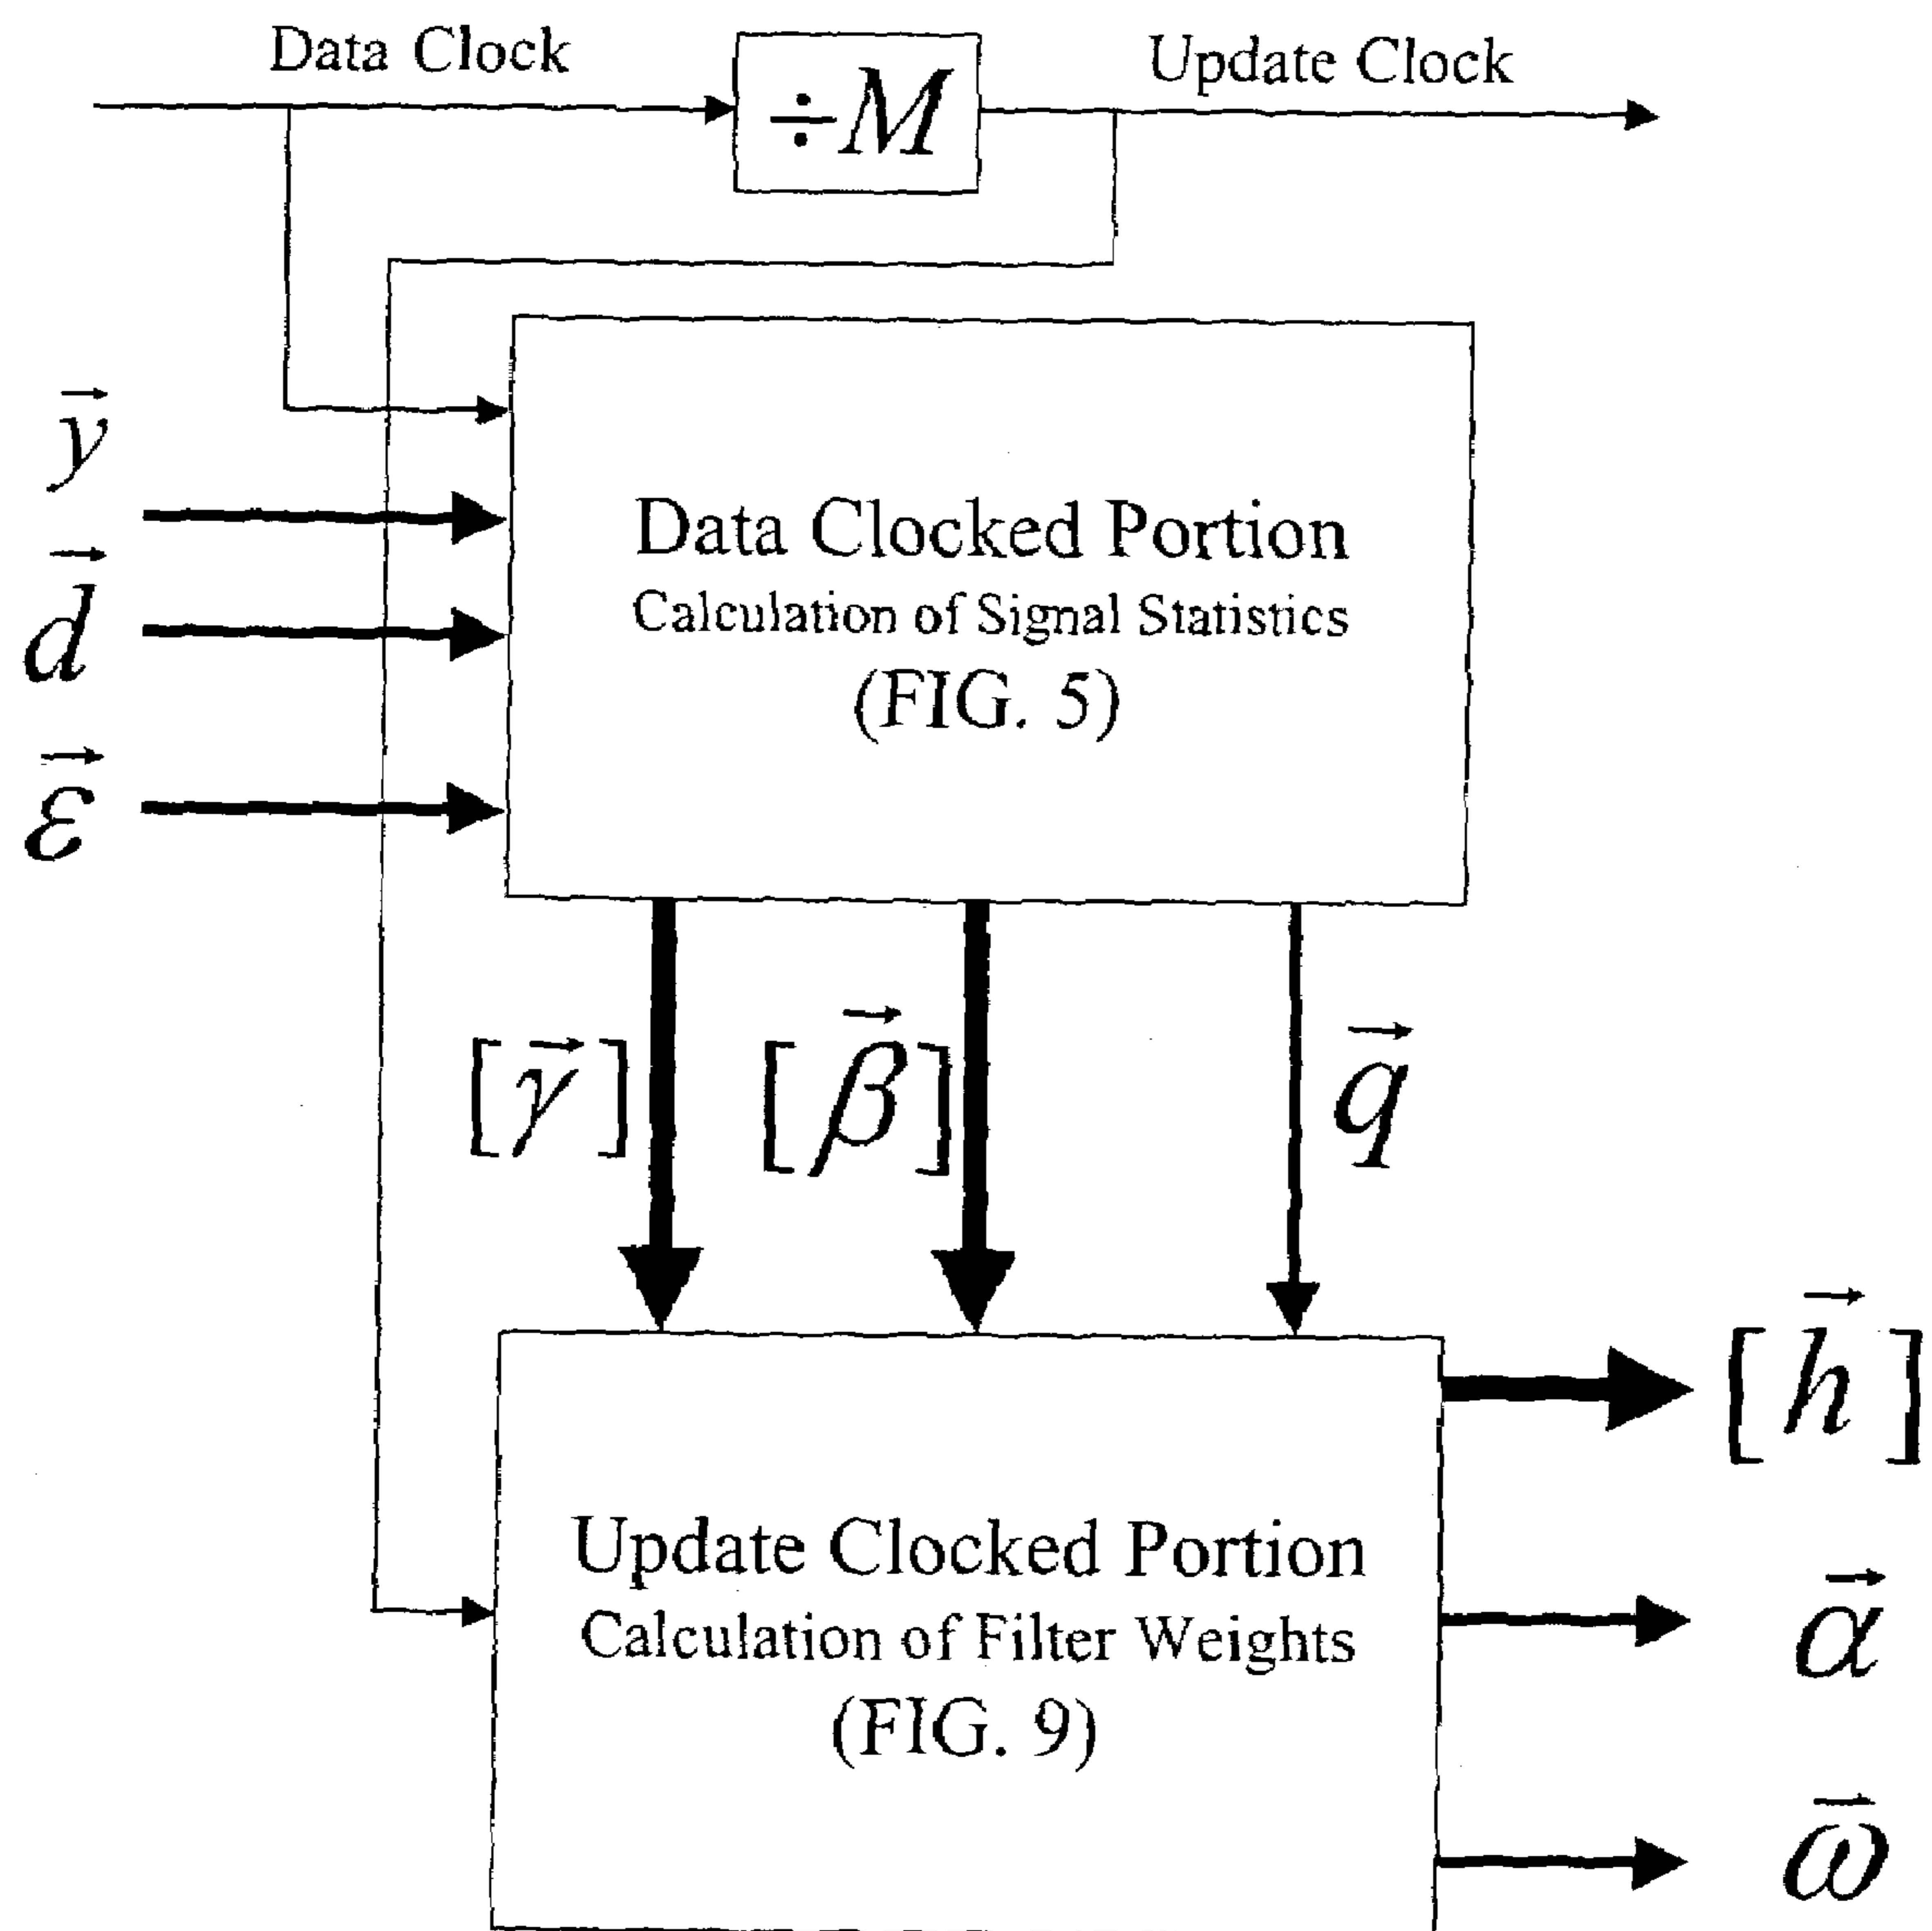 Data Clock
÷M
Update Clock
y⃗
d⃗
ε⃗
Data Clocked Portion
Calculation of Signal Statistics
(FIG. 5)
[γ⃗]
[β⃗]
q⃗
Update Clocked Portion
Calculation of Filter Weights
(FIG. 9)
[h⃗]
α⃗
ω⃗